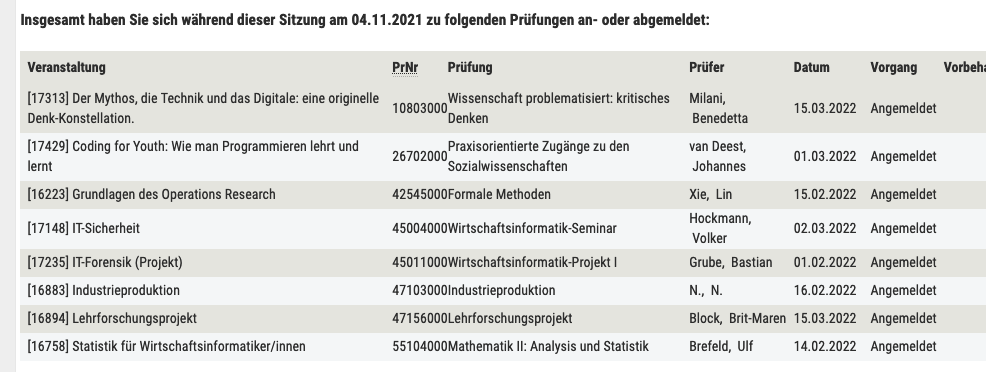 Insgesamt haben Sie sich während dieser Sitzung am 04.11.2021 zu folgenden Prüfungen an- oder abgemeldet:
Veranstaltung PrNr Prüfung Prüfer Datum Vorgang Vorbeha
[17313] Der Mythos, die Technik und das Digitale: eine originelle Denk-Konstellation. 10803000 Wissenschaft problematisiert: kritisches Denken Milani, Benedetta 15.03.2022 Angemeldet
[17429] Coding for Youth: Wie man Programmieren lehrt und lernt 26702000 Praxisorientierte Zugänge zu den Sozialwissenschaften van Deest, Johannes 01.03.2022 Angemeldet
[16223] Grundlagen des Operations Research 42545000 Formale Methoden Xie, Lin 15.02.2022 Angemeldet
[17148] IT-Sicherheit 45004000 Wirtschaftsinformatik-Seminar Hockmann, Volker 02.03.2022 Angemeldet
[17235] IT-Forensik (Projekt) 45011000 Wirtschaftsinformatik-Projekt I Grube, Bastian 01.02.2022 Angemeldet
[16883] Industrieproduktion 47103000 Industrieproduktion N., N. 16.02.2022 Angemeldet
[16894] Lehrforschungsprojekt 47156000 Lehrforschungsprojekt Block, Brit-Maren 15.03.2022 Angemeldet
[16758] Statistik für Wirtschaftsinformatiker/innen 55104000 Mathematik II: Analysis und Statistik Brefeld, Ulf 14.02.2022 Angemeldet